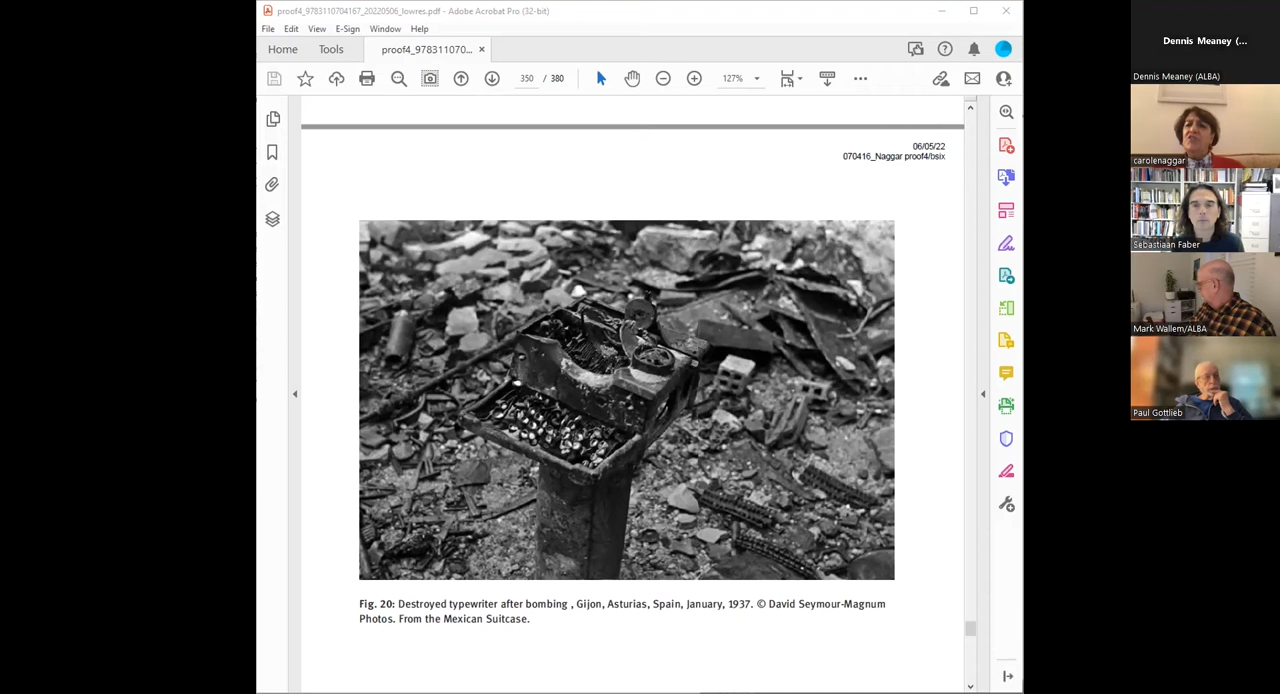 proof4_9783110704167_20220506_lowres.pdf - Adobe Acrobat Pro (32-bit)
File Edit View E-Sign Window Help
Home Tools proof4_978311070... ×
350 / 380 127%
06/05/22
070416_Naggar proof4/bsix
Fig. 20: Destroyed typewriter after bombing , Gijon, Asturias, Spain, January, 1937. © David Seymour-Magnum
Photos. From the Mexican Suitcase.
Dennis Meaney (...
Dennis Meaney (ALBA)
carolenaggar
Sebastiaan Faber
Mark Wallem/ALBA
Paul Gottlieb